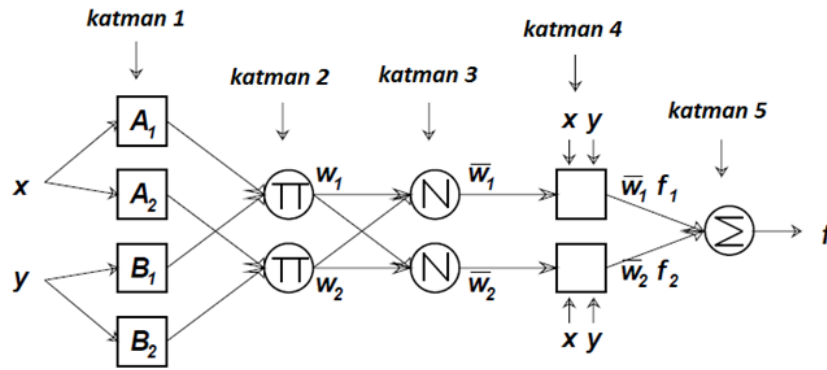 katman 1
katman 4
katman 2
katman 3
katman 5
x y
A₁
w₁
w̅₁
w̅₁ f₁
Π
N
x
A₂
Σ
f
y
B₁
Π
N
w₂
w̅₂
w̅₂ f₂
B₂
x y